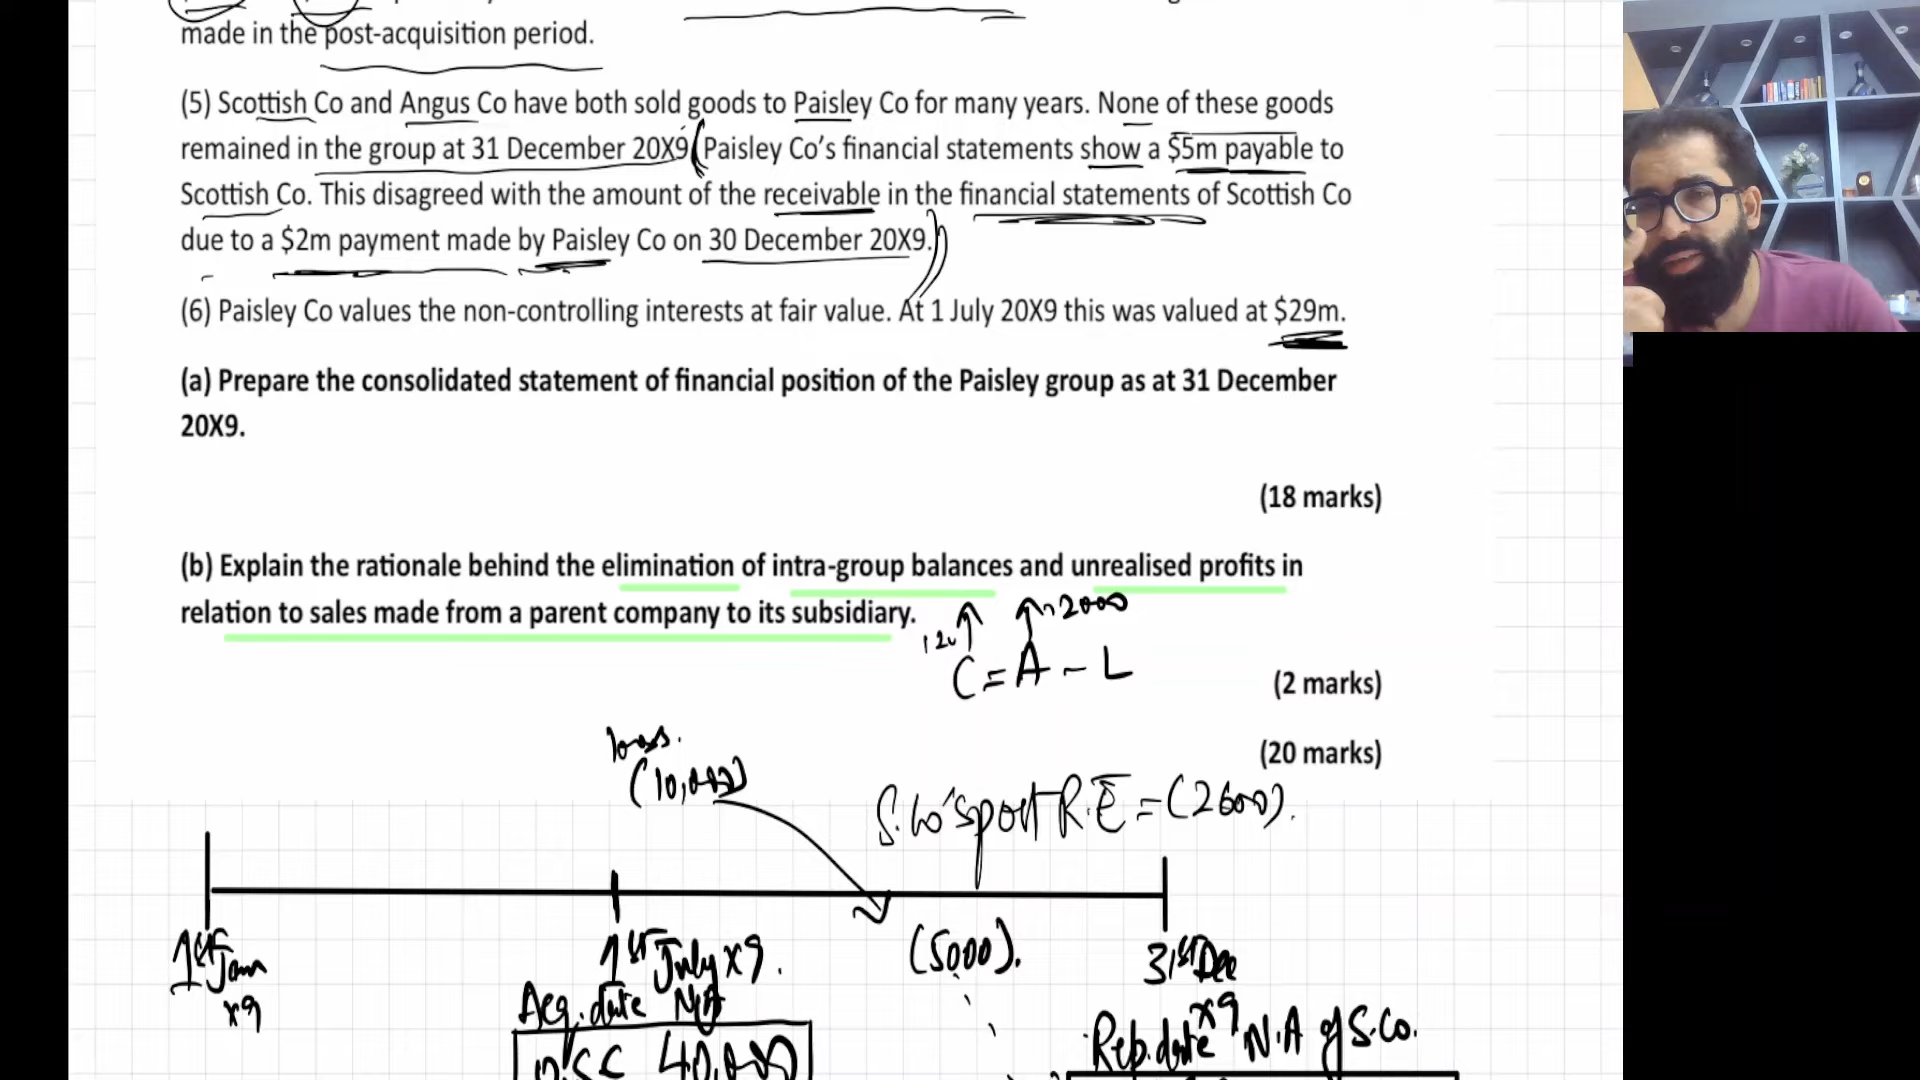 made in the post-acquisition period.
(5) Scottish Co and Angus Co have both sold goods to Paisley Co for many years. None of these goods
remained in the group at 31 December 20X9. Paisley Co's financial statements show a $5m payable to
Scottish Co. This disagreed with the amount of the receivable in the financial statements of Scottish Co
due to a $2m payment made by Paisley Co on 30 December 20X9.
(6) Paisley Co values the non-controlling interests at fair value. At 1 July 20X9 this was valued at $29m.
(a) Prepare the consolidated statement of financial position of the Paisley group as at 31 December
20X9.
(18 marks)
(b) Explain the rationale behind the elimination of intra-group balances and unrealised profits in
relation to sales made from a parent company to its subsidiary.
2000
C = A - L
(2 marks)
loss.
(20 marks)
(10,000)
S.Co's post R.E = (2600).
1st Jan
x9
1st July x9.
(5000).
31st Dec
x9
Acq. date N.A
Rep. date N.A of S.Co.
O.S.C 40,000